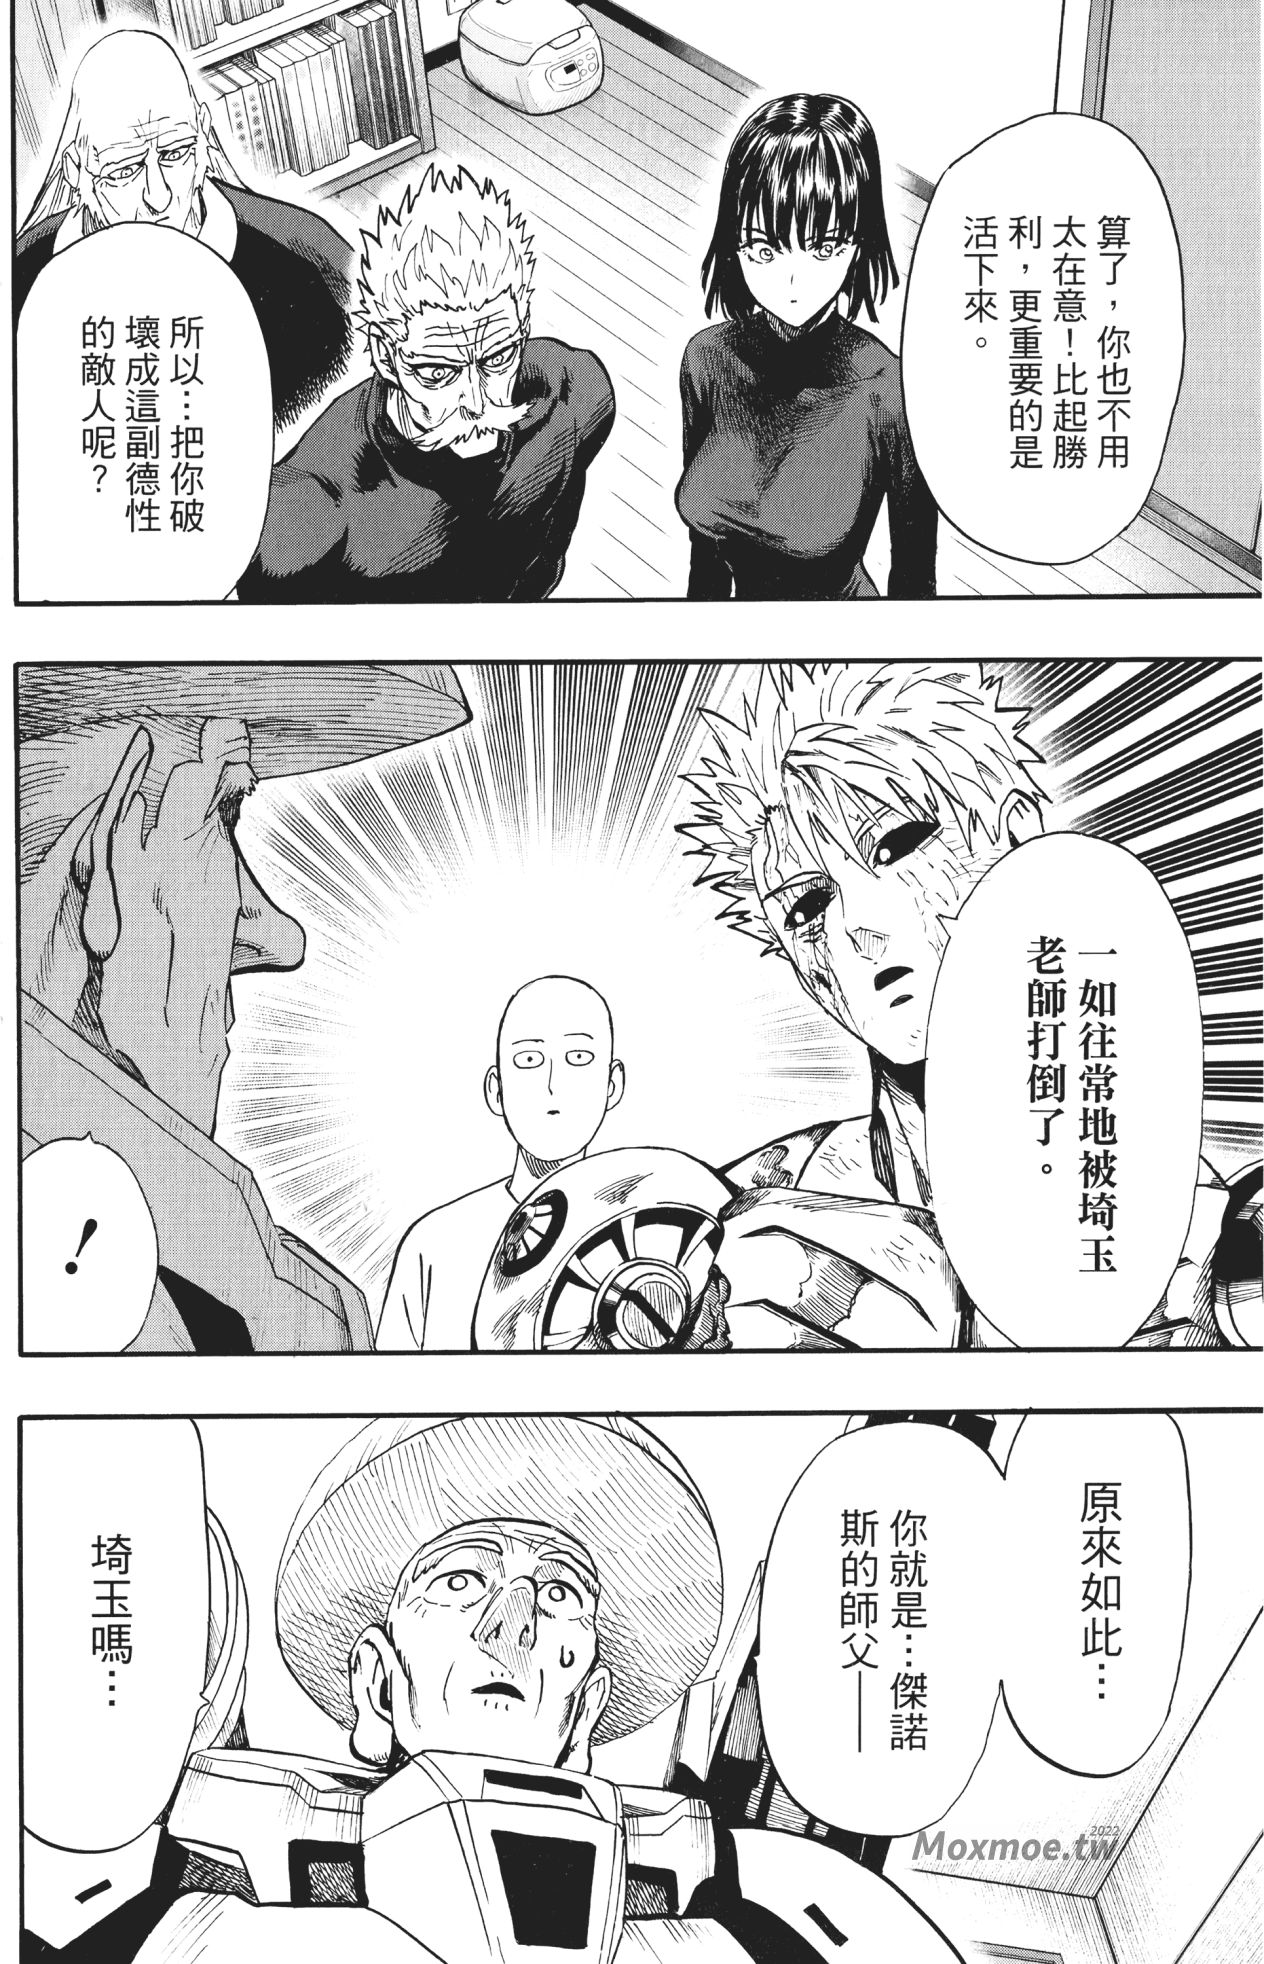 算了，你也不用
太在意！比起勝
利，更重要的是
活下來。
所以…把你破
壞成這副德性
的敵人呢？
一如往常地被埼玉
老師打倒了。
！
原來如此…
你就是…傑諾
斯的師父——
埼玉嗎…
2022
Moxmoe.tw